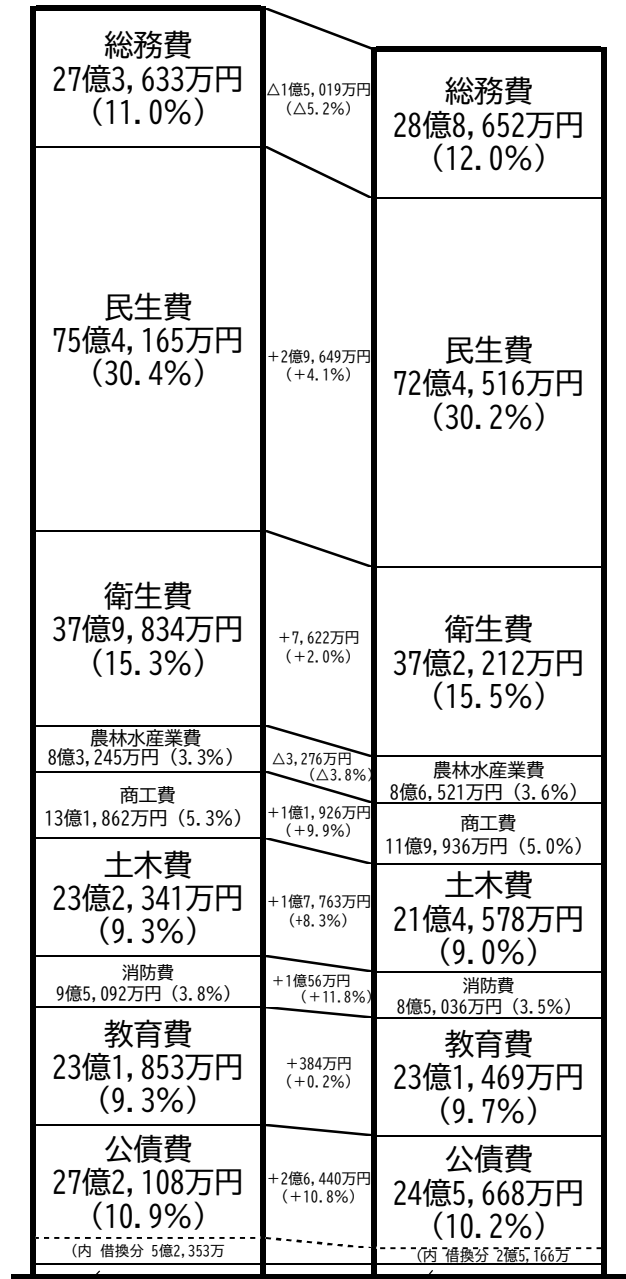 総務費
27億3,633万円
(11.0%)
△1億5,019万円
(△5.2%)
総務費
28億8,652万円
(12.0%)
民生費
75億4,165万円
(30.4%)
+2億9,649万円
(+4.1%)
民生費
72億4,516万円
(30.2%)
衛生費
37億9,834万円
(15.3%)
+7,622万円
(+2.0%)
衛生費
37億2,212万円
(15.5%)
農林水産業費
8億3,245万円 (3.3%)
△3,276万円
(△3.8%)
農林水産業費
8億6,521万円 (3.6%)
商工費
13億1,862万円 (5.3%)
+1億1,926万円
(+9.9%)
商工費
11億9,936万円 (5.0%)
土木費
23億2,341万円
(9.3%)
+1億7,763万円
(+8.3%)
土木費
21億4,578万円
(9.0%)
消防費
9億5,092万円 (3.8%)
+1億56万円
(+11.8%)
消防費
8億5,036万円 (3.5%)
教育費
23億1,853万円
(9.3%)
+384万円
(+0.2%)
教育費
23億1,469万円
(9.7%)
公債費
27億2,108万円
(10.9%)
+2億6,440万円
(+10.8%)
公債費
24億5,668万円
(10.2%)
(内 借換分 5億2,353万
(内 借換分 2億5,166万